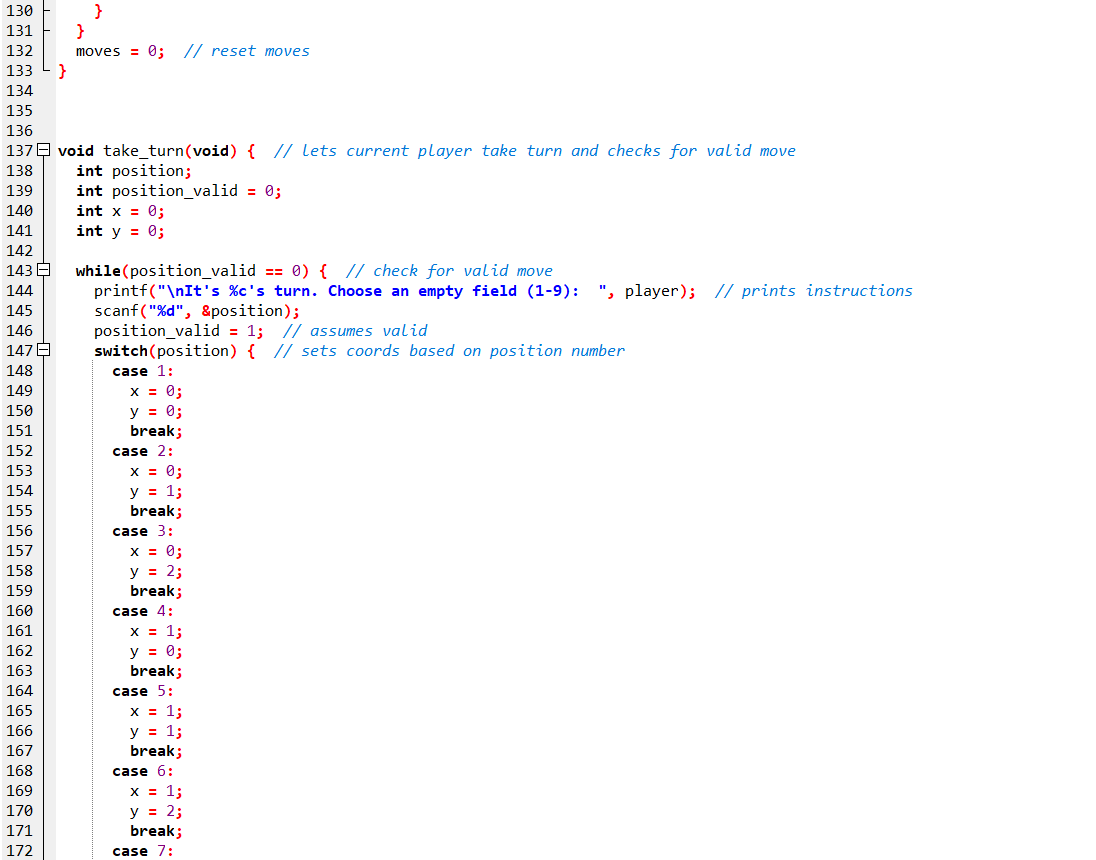 130     }
131   }
132   moves = 0;  // reset moves
133 }
134
135
136
137 void take_turn(void) {  // lets current player take turn and checks for valid move
138   int position;
139   int position_valid = 0;
140   int x = 0;
141   int y = 0;
142
143   while(position_valid == 0) {  // check for valid move
144     printf("\nIt's %c's turn. Choose an empty field (1-9):  ", player);  // prints instructions
145     scanf("%d", &position);
146     position_valid = 1;  // assumes valid
147     switch(position) {  // sets coords based on position number
148       case 1:
149         x = 0;
150         y = 0;
151         break;
152       case 2:
153         x = 0;
154         y = 1;
155         break;
156       case 3:
157         x = 0;
158         y = 2;
159         break;
160       case 4:
161         x = 1;
162         y = 0;
163         break;
164       case 5:
165         x = 1;
166         y = 1;
167         break;
168       case 6:
169         x = 1;
170         y = 2;
171         break;
172       case 7: